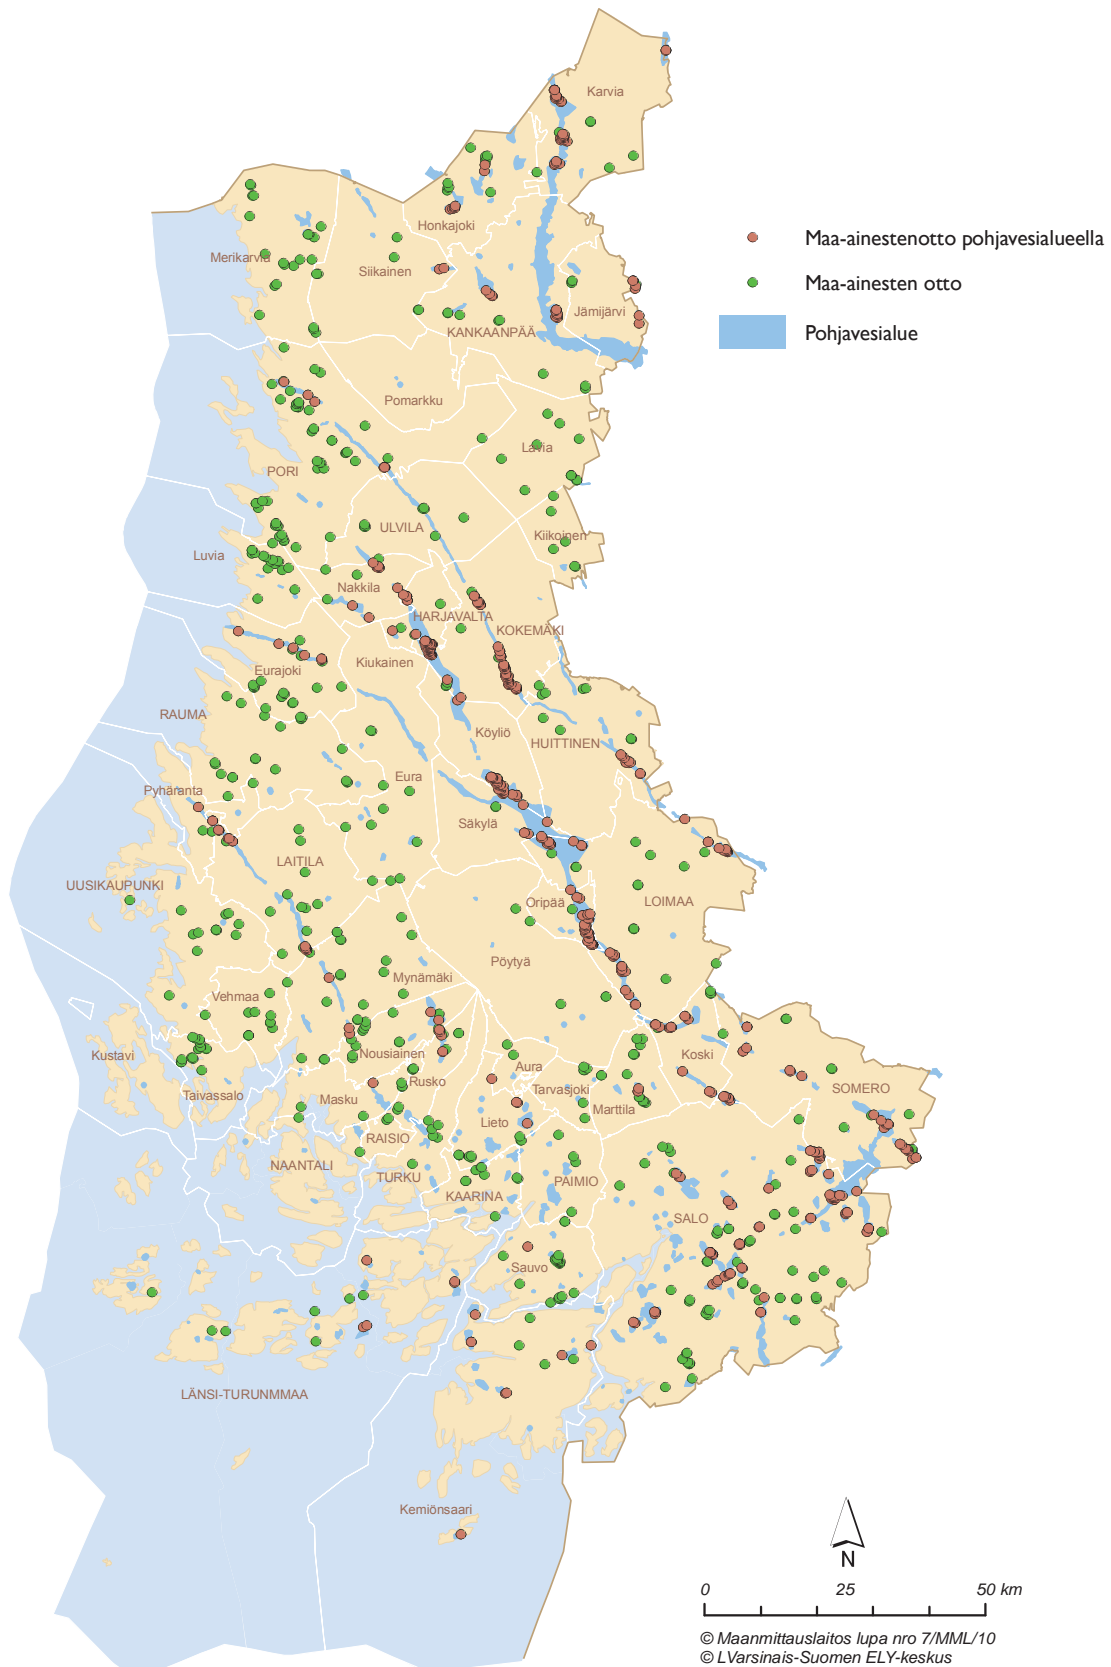 Karvia
Honkajoki
Merikarvia
Siikainen
Jämijärvi
KANKAANPÄÄ
Maa-ainestenotto pohjavesialueella
Maa-ainesten otto
Pohjavesialue
Pomarkku
Lavia
PORI
ULVILA
Kiikoinen
Luvia
Nakkila
HARJAVALTA
KOKEMÄKI
Kiukainen
Eurajoki
RAUMA
Köyliö
HUITTINEN
Eura
Pyhäranta
Säkylä
LAITILA
UUSIKAUPUNKI
Oripää
LOIMAA
Pöytyä
Mynämäki
Vehmaa
Kustavi
Nousiainen
Koski
Aura
Rusko
Tarvasjoki
SOMERO
Taivassalo
Masku
Marttila
Lieto
RAISIO
NAANTALI
TURKU
PAIMIO
KAARINA
SALO
Sauvo
LÄNSI-TURUNMMAA
Kemiönsaari
N
0 25 50 km
© Maanmittauslaitos lupa nro 7/MML/10
© LVarsinais-Suomen ELY-keskus